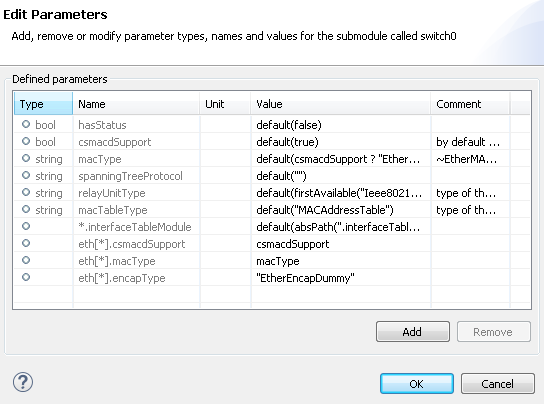 Edit Parameters
Add, remove or modify parameter types, names and values for the submodule called switch0
Defined parameters
Type Name Unit Value Comment
bool hasStatus default(false)
bool csmacdSupport default(true) by default ...
string macType default(csmacdSupport ? "Ether... ~EtherMA...
string spanningTreeProtocol default("")
string relayUnitType default(firstAvailable("Ieee8021... type of th...
string macTableType default("MACAddressTable") type of th...
*.interfaceTableModule default(absPath(".interfaceTabl...
eth[*].csmacdSupport csmacdSupport
eth[*].macType macType
eth[*].encapType "EtherEncapDummy"
Add Remove
? OK Cancel